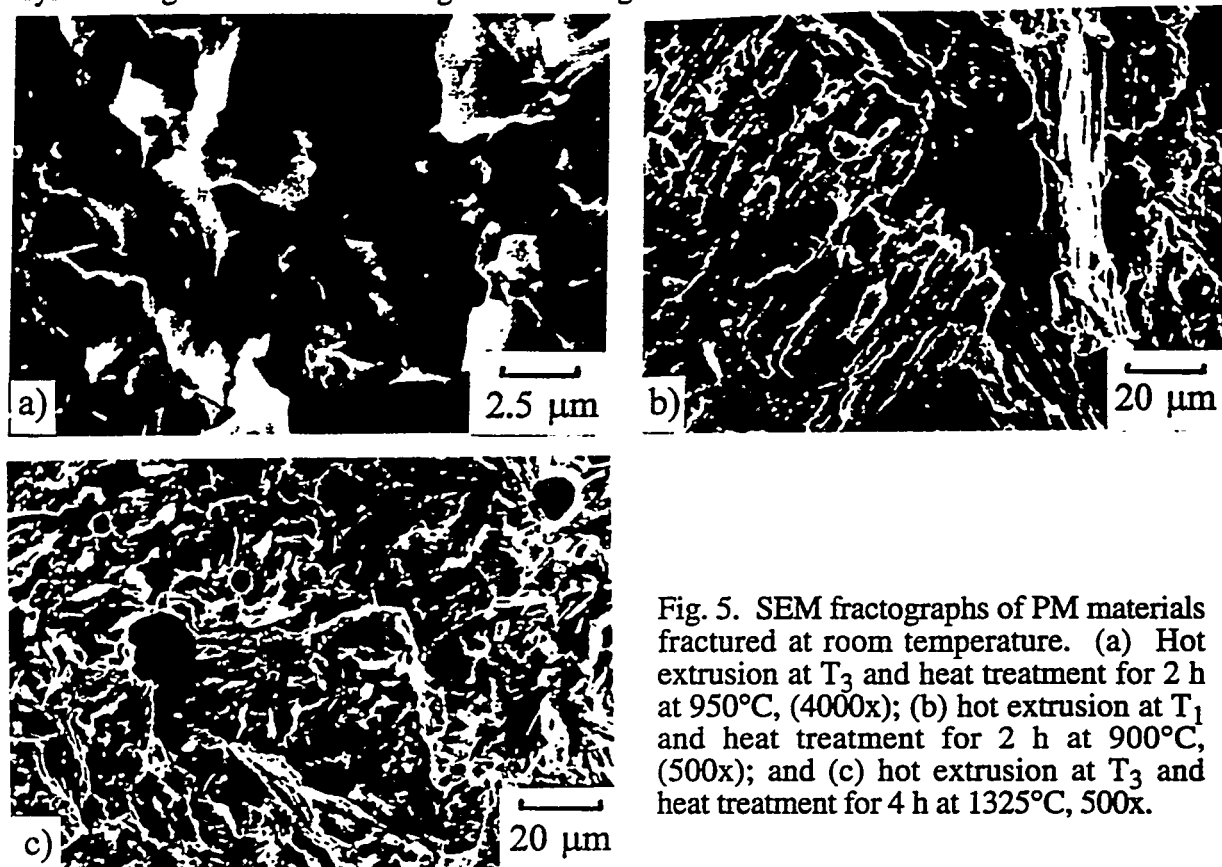 a)
2.5 μm
b)
20 μm
c)
20 μm
Fig. 5. SEM fractographs of PM materials
fractured at room temperature. (a) Hot
extrusion at T₃ and heat treatment for 2 h
at 950°C, (4000x); (b) hot extrusion at T₁
and heat treatment for 2 h at 900°C,
(500x); and (c) hot extrusion at T₃ and
heat treatment for 4 h at 1325°C, 500x.